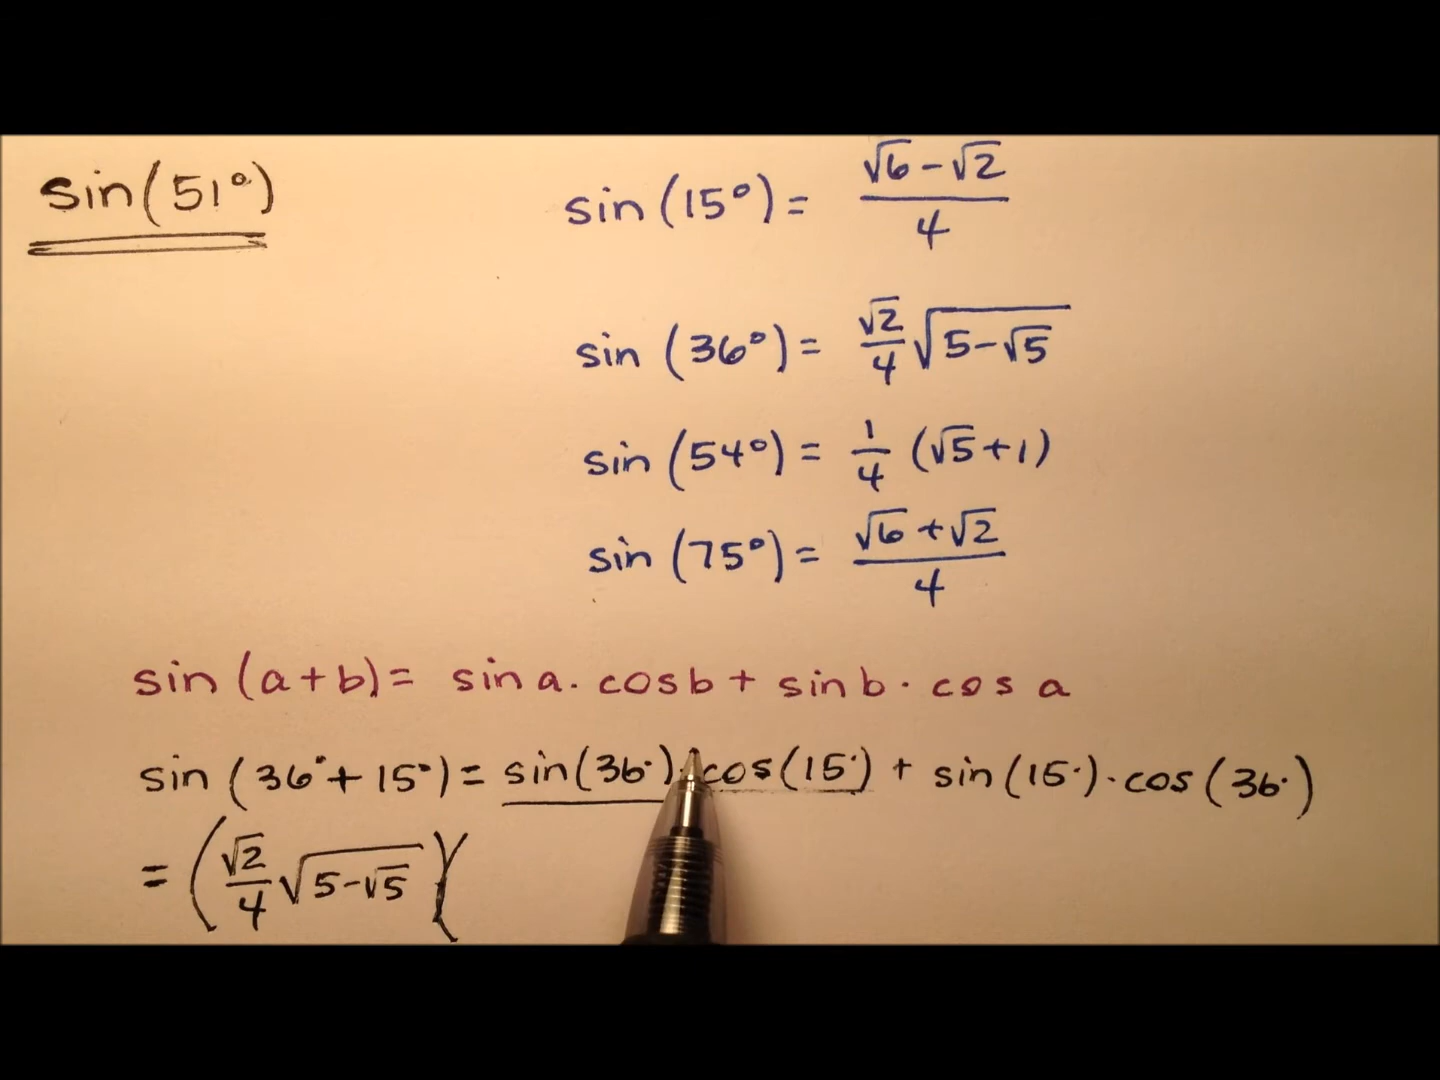 sin(51°)
sin(15°) = (√6-√2)/4
sin(36°) = √2/4 √(5-√5)
sin(54°) = 1/4 (√5+1)
sin(75°) = (√6+√2)/4
sin(a+b) = sin a · cos b + sin b · cos a
sin(36°+15°) = sin(36°)·cos(15°) + sin(15°)·cos(36°)
= (√2/4 √(5-√5))(